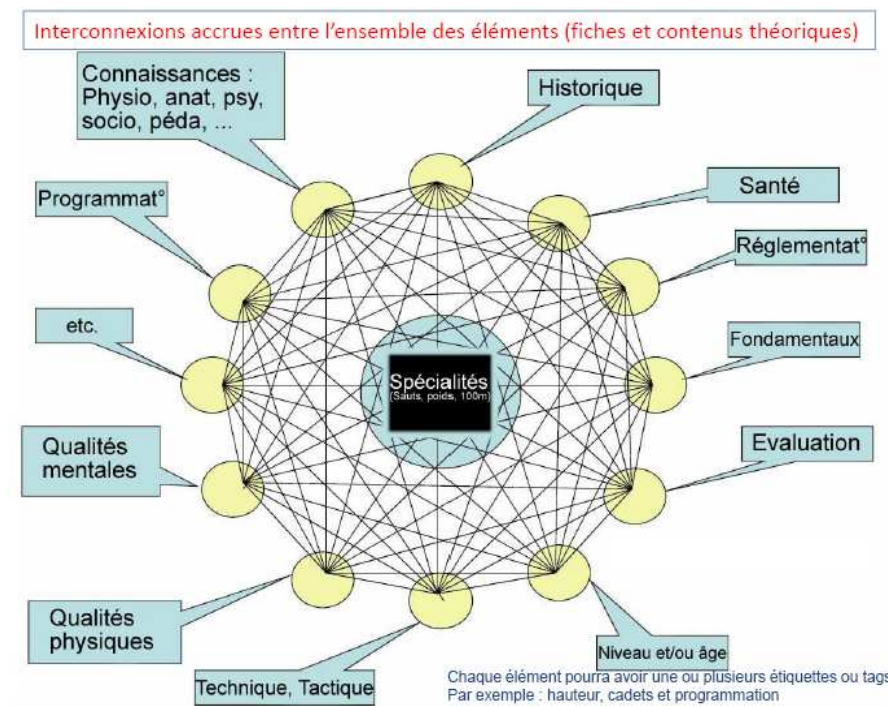 Interconnexions accrues entre l'ensemble des éléments (fiches et contenus théoriques)
Connaissances :
Physio, anat, psy,
socio, péda, ...
Historique
Santé
Programmat°
Réglementat°
etc.
Fondamentaux
Spécialités
(Sauts, poids, 100m)
Qualités
mentales
Evaluation
Qualités
physiques
Niveau et/ou âge
Technique, Tactique
Chaque élément pourra avoir une ou plusieurs étiquettes ou tags
Par exemple : hauteur, cadets et programmation